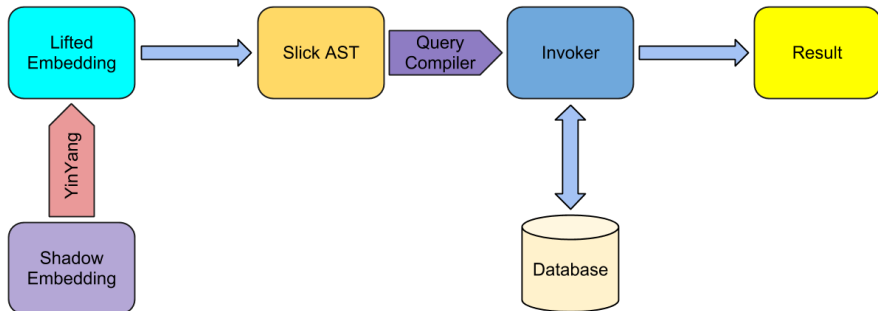 Lifted
Embedding
Slick AST
Query
Compiler
Invoker
Result
YinYang
Shadow
Embedding
Database